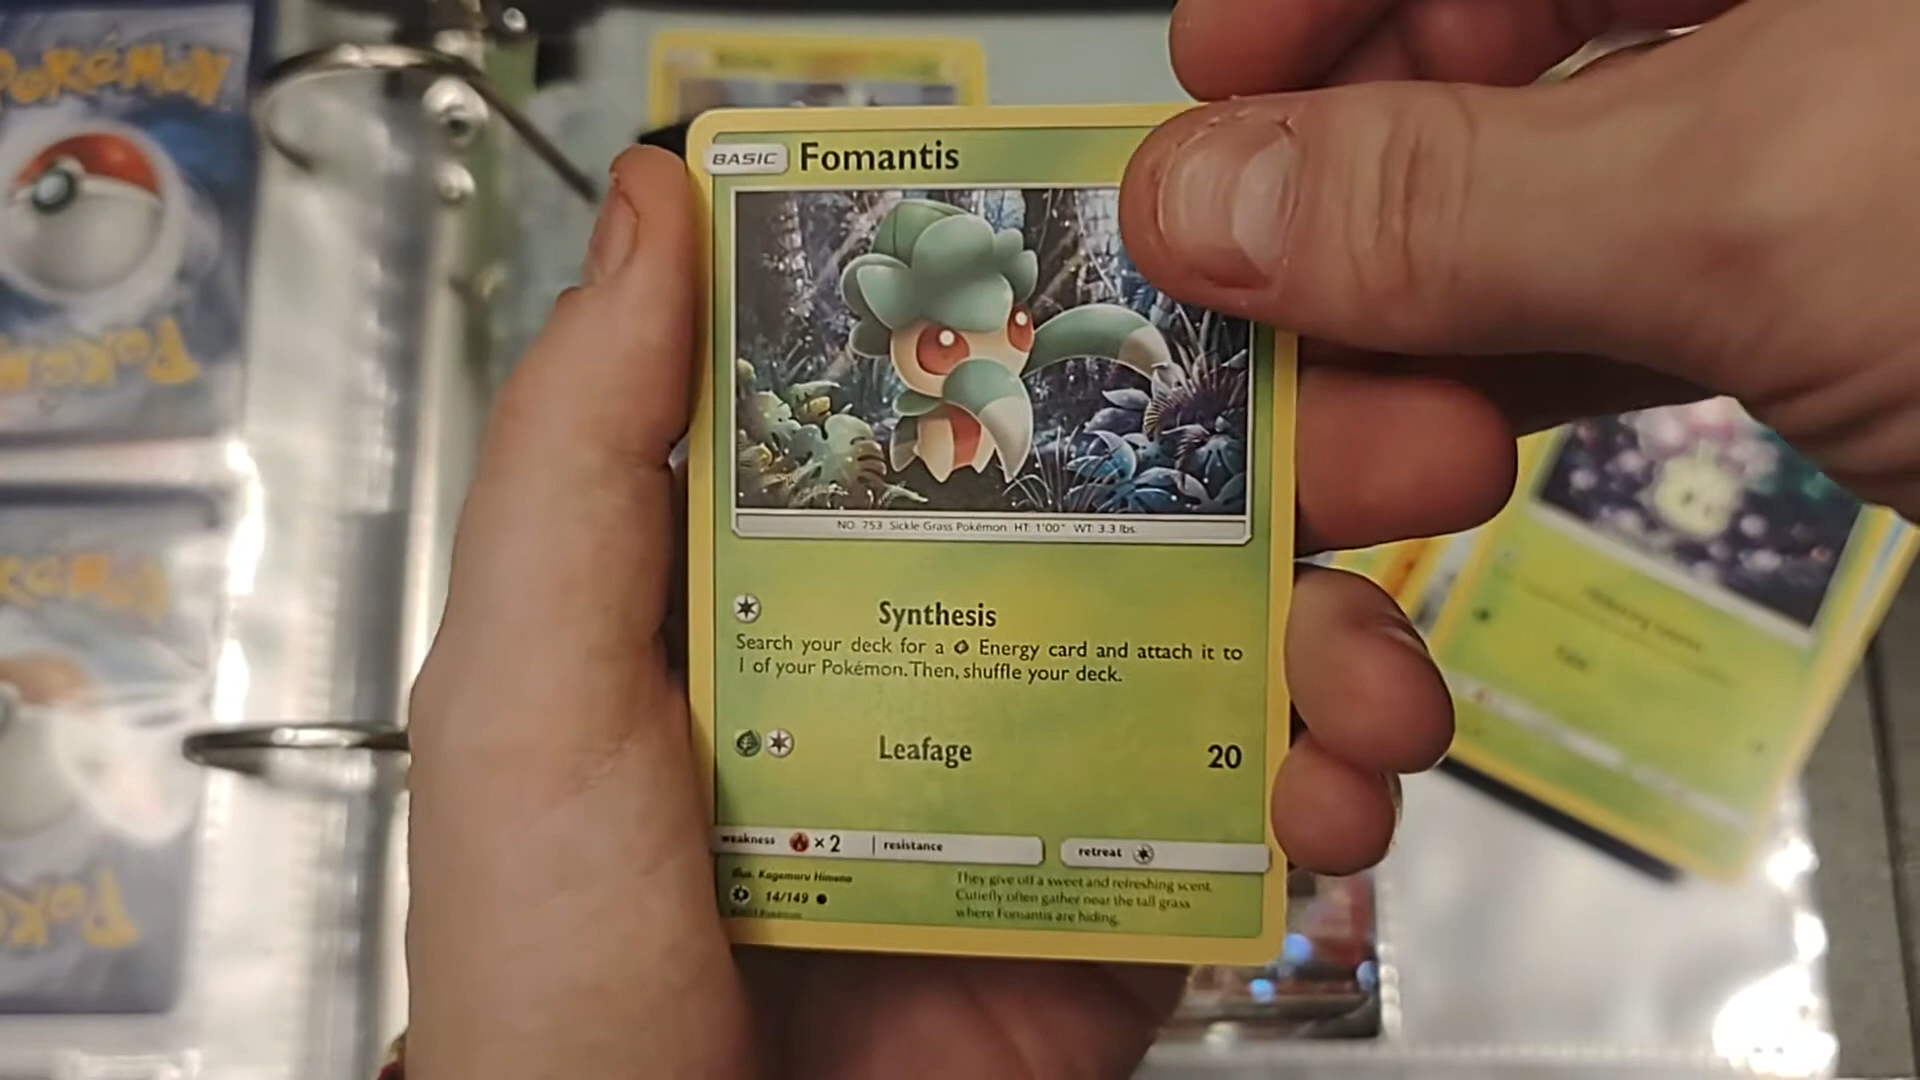 POKéMON
BASIC Fomantis
NO. 753 Sickle Grass Pokémon HT: 1'00" WT: 3.3 lbs.
Synthesis
Search your deck for a Energy card and attach it to
1 of your Pokémon. Then, shuffle your deck.
Leafage 20
weakness ×2 resistance retreat
Illus. Kagemaru Himeno
14/149
They give off a sweet and refreshing scent.
Cutiefly often gather near the tall grass
where Fomantis are hiding.